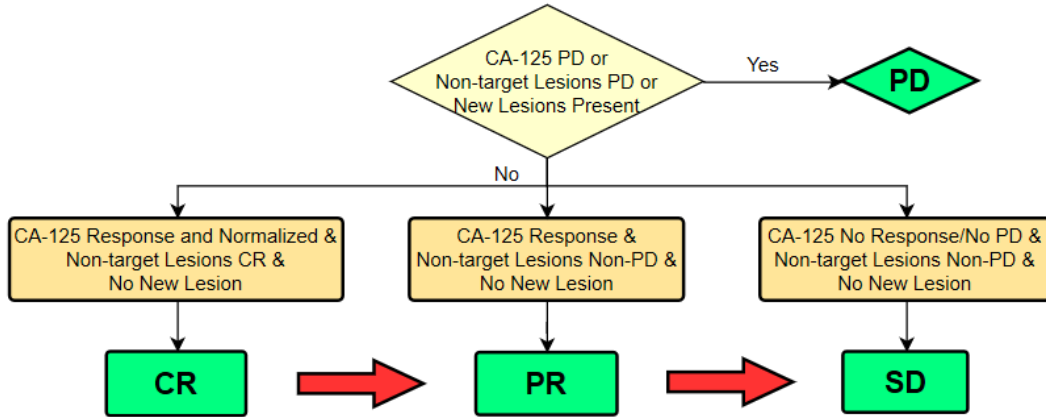 CA-125 PD or
Non-target Lesions PD or
New Lesions Present
Yes
PD
No
CA-125 Response and Normalized &
Non-target Lesions CR &
No New Lesion
CA-125 Response &
Non-target Lesions Non-PD &
No New Lesion
CA-125 No Response/No PD &
Non-target Lesions Non-PD &
No New Lesion
CR
PR
SD